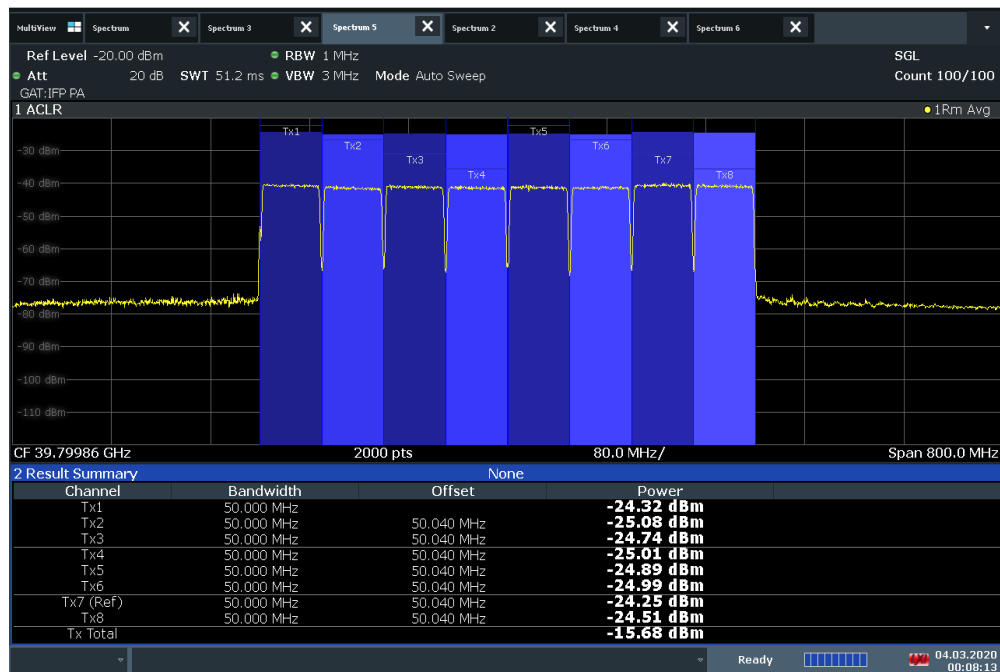 MultiView Spectrum X Spectrum 3 X Spectrum 5 X Spectrum 2 X Spectrum 4 X Spectrum 6 X
Ref Level -20.00 dBm RBW 1 MHz SGL
Att 20 dB SWT 51.2 ms VBW 3 MHz Mode Auto Sweep Count 100/100
GAT:IFP PA
1 ACLR 1Rm Avg
Tx1 Tx5
Tx2 Tx6
-30 dBm
Tx3 Tx7
Tx4 Tx8
-40 dBm
-50 dBm
-60 dBm
-70 dBm
-80 dBm
-90 dBm
-100 dBm
-110 dBm
CF 39.79986 GHz 2000 pts 80.0 MHz/ Span 800.0 MHz
2 Result Summary None
Channel Bandwidth Offset Power
Tx1 50.000 MHz -24.32 dBm
Tx2 50.000 MHz 50.040 MHz -25.08 dBm
Tx3 50.000 MHz 50.040 MHz -24.74 dBm
Tx4 50.000 MHz 50.040 MHz -25.01 dBm
Tx5 50.000 MHz 50.040 MHz -24.89 dBm
Tx6 50.000 MHz 50.040 MHz -24.99 dBm
Tx7 (Ref) 50.000 MHz 50.040 MHz -24.25 dBm
Tx8 50.000 MHz 50.040 MHz -24.51 dBm
Tx Total -15.68 dBm
Ready 04.03.2020
00:08:13